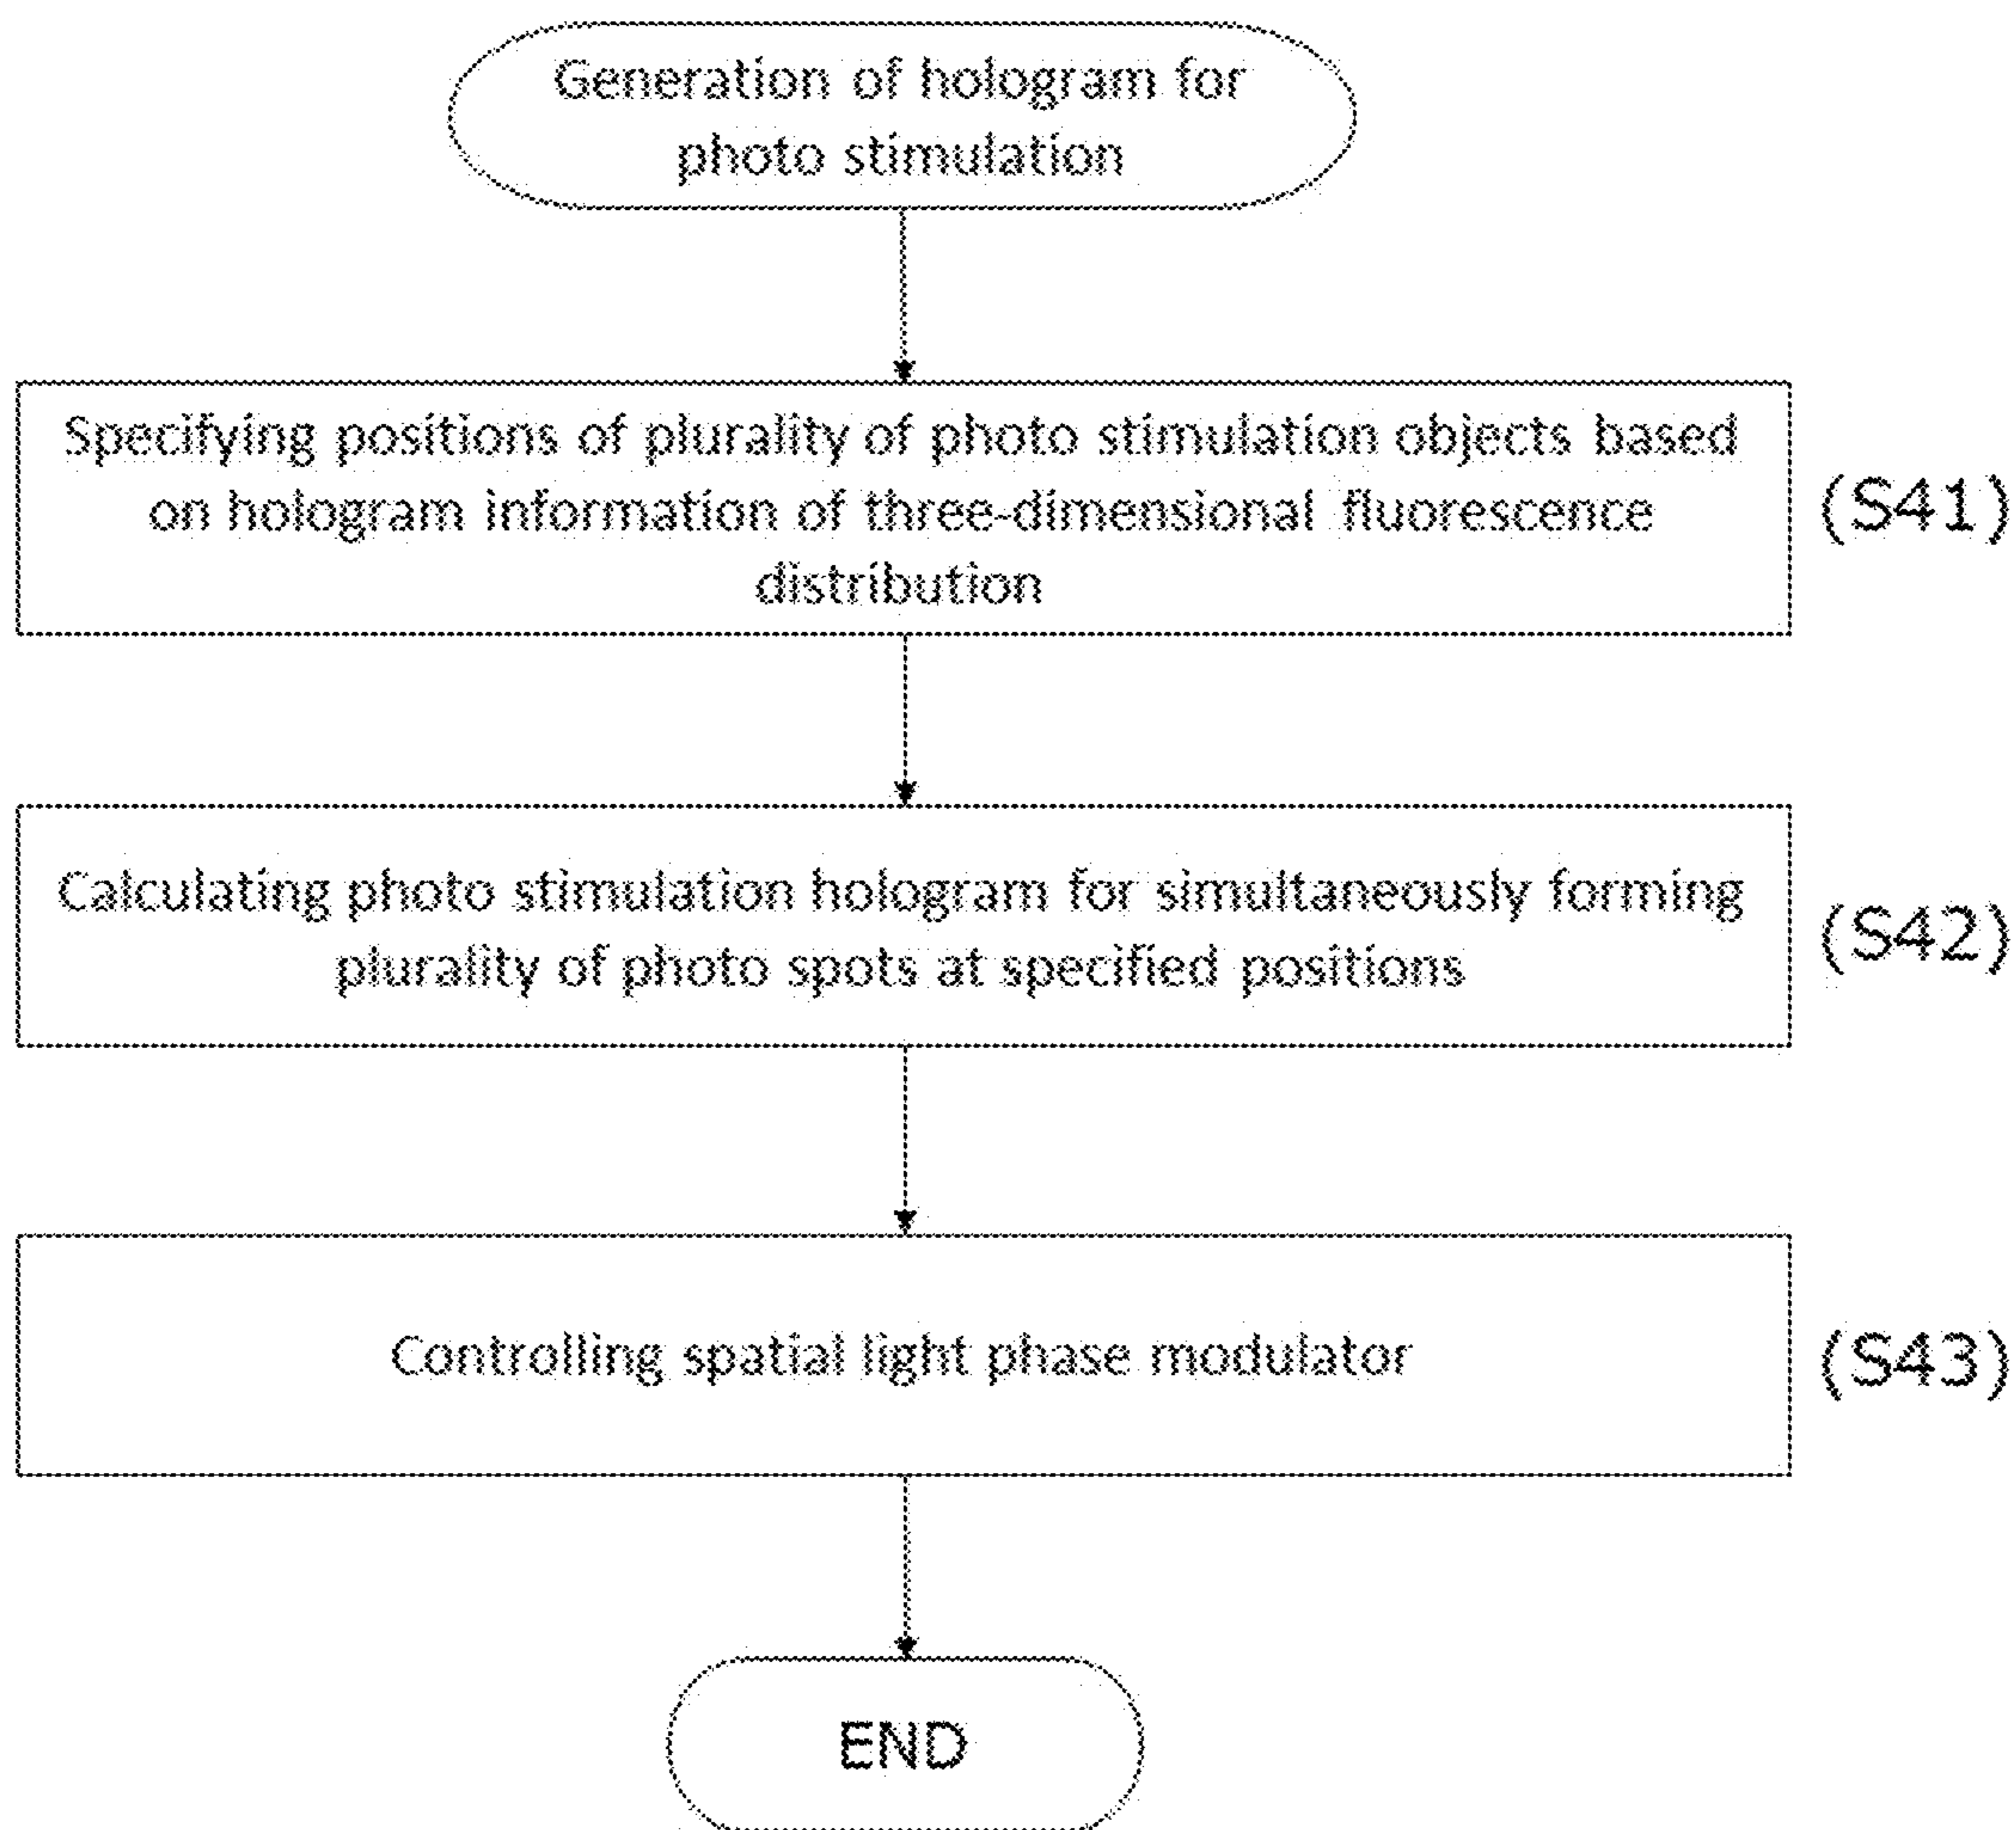 Generation of hologram for
photo stimulation
Specifying positions of plurality of photo stimulation objects based
on hologram information of three-dimensional fluorescence
distribution
(S41)
Calculating photo stimulation hologram for simultaneously forming
plurality of photo spots at specified positions
(S42)
Controlling spatial light phase modulator
(S43)
END